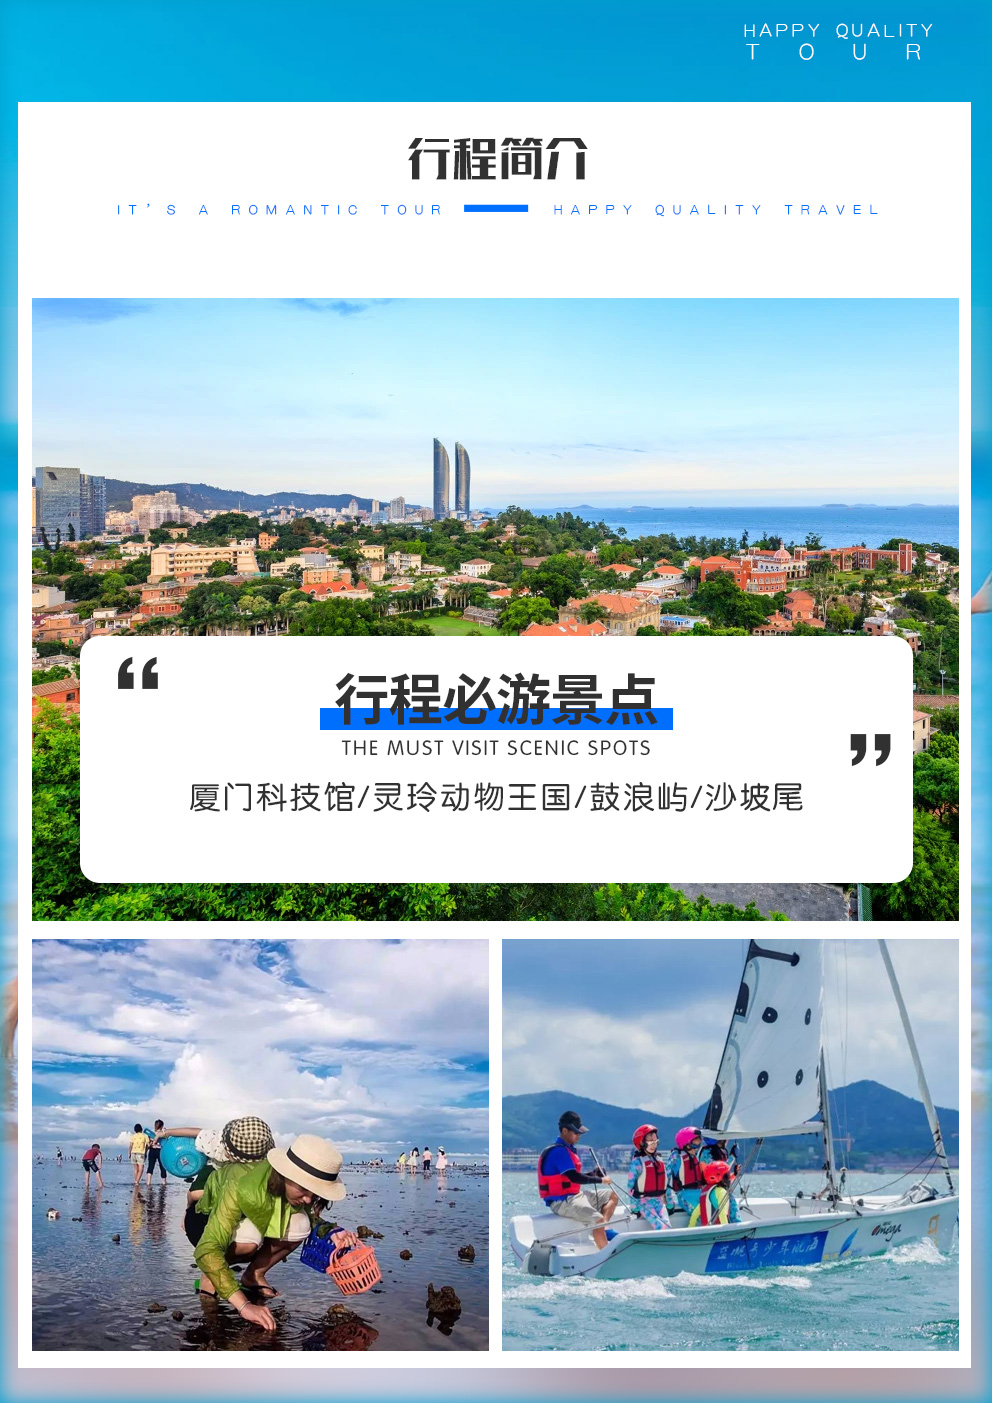 HAPPY QUALITY
TOUR
行程简介
IT'S A ROMANTIC TOUR HAPPY QUALITY TRAVEL
“
行程必游景点
THE MUST VISIT SCENIC SPOTS
”
厦门科技馆/灵玲动物王国/鼓浪屿/沙坡尾
omega